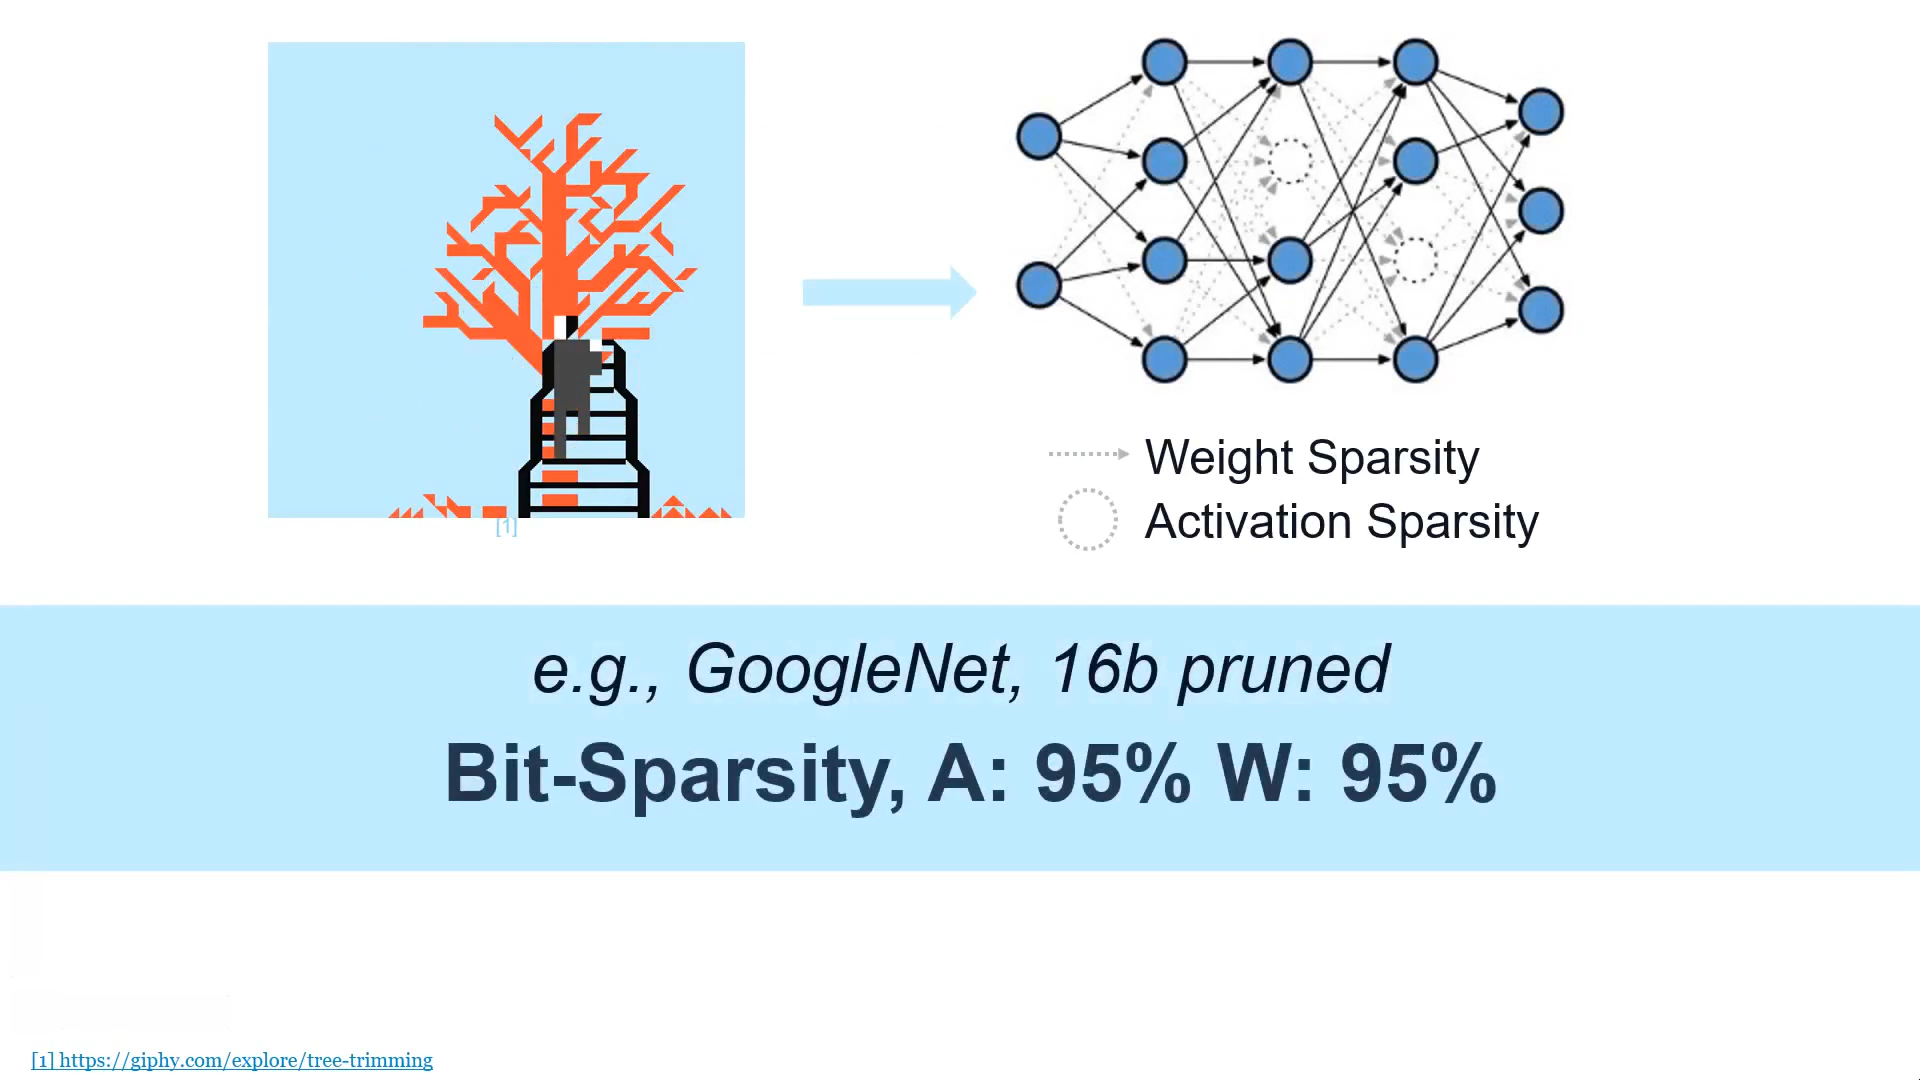 [1]
Weight Sparsity
Activation Sparsity
e.g., GoogleNet, 16b pruned
Bit-Sparsity, A: 95% W: 95%
[1] https://giphy.com/explore/tree-trimming